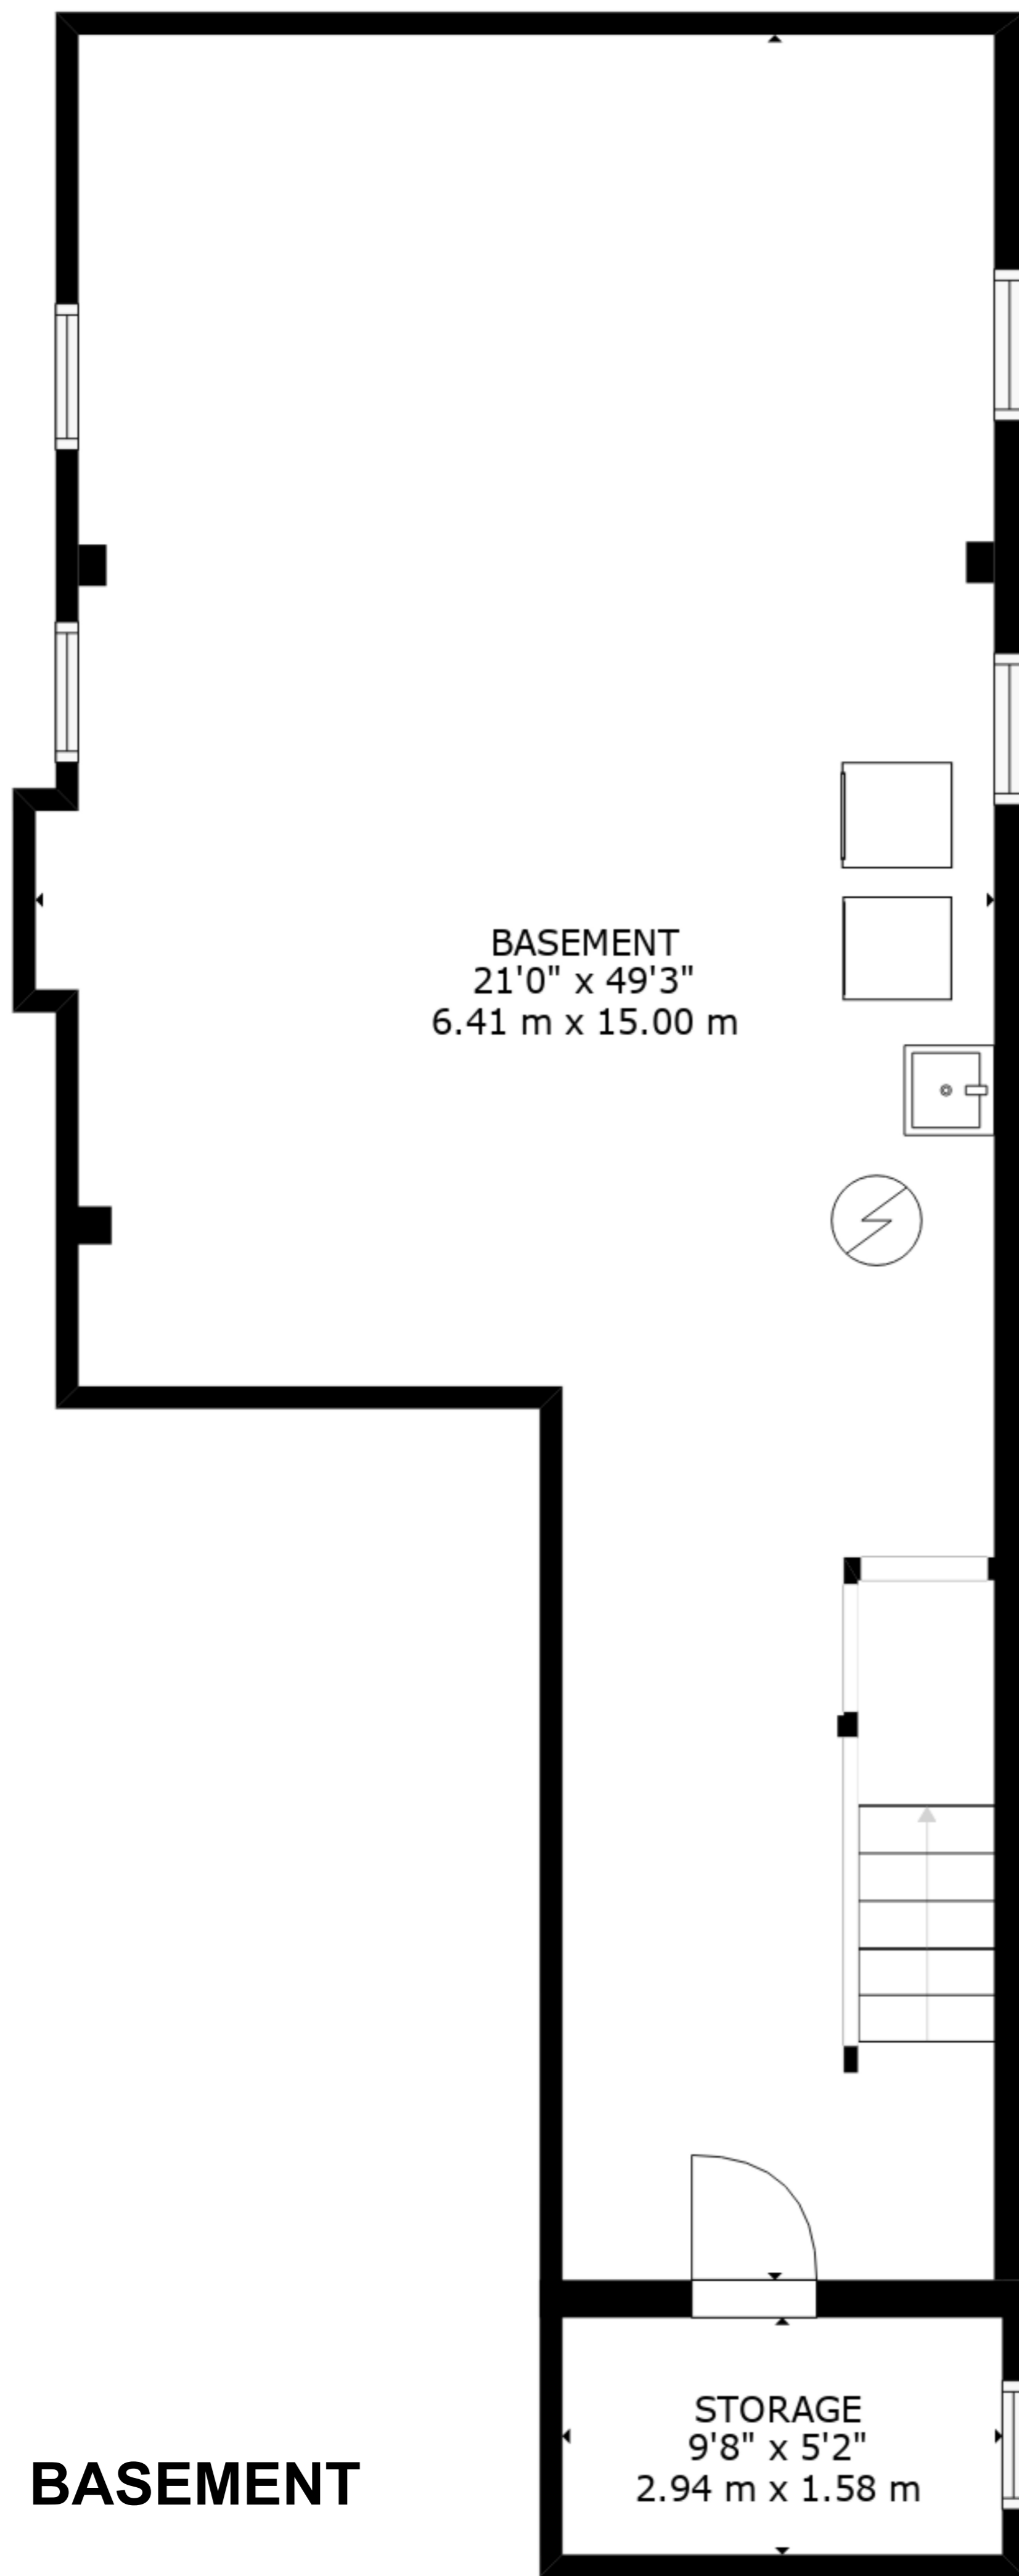 BASEMENT
21'0" x 49'3"
6.41 m x 15.00 m
STORAGE
9'8" x 5'2"
2.94 m x 1.58 m
BASEMENT